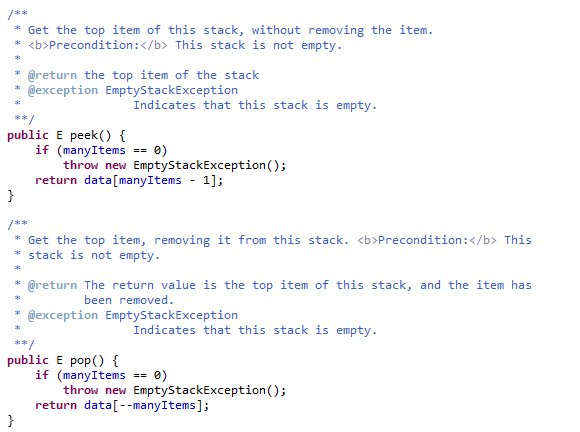 /**
 * Get the top item of this stack, without removing the item.
 * <b>Precondition:</b> This stack is not empty.
 *
 * @return the top item of the stack
 * @exception EmptyStackException
 *                Indicates that this stack is empty.
 **/
public E peek() {
    if (manyItems == 0)
        throw new EmptyStackException();
    return data[manyItems - 1];
}
/**
 * Get the top item, removing it from this stack. <b>Precondition:</b> This
 * stack is not empty.
 *
 * @return The return value is the top item of this stack, and the item has
 *         been removed.
 * @exception EmptyStackException
 *                Indicates that this stack is empty.
 **/
public E pop() {
    if (manyItems == 0)
        throw new EmptyStackException();
    return data[--manyItems];
}